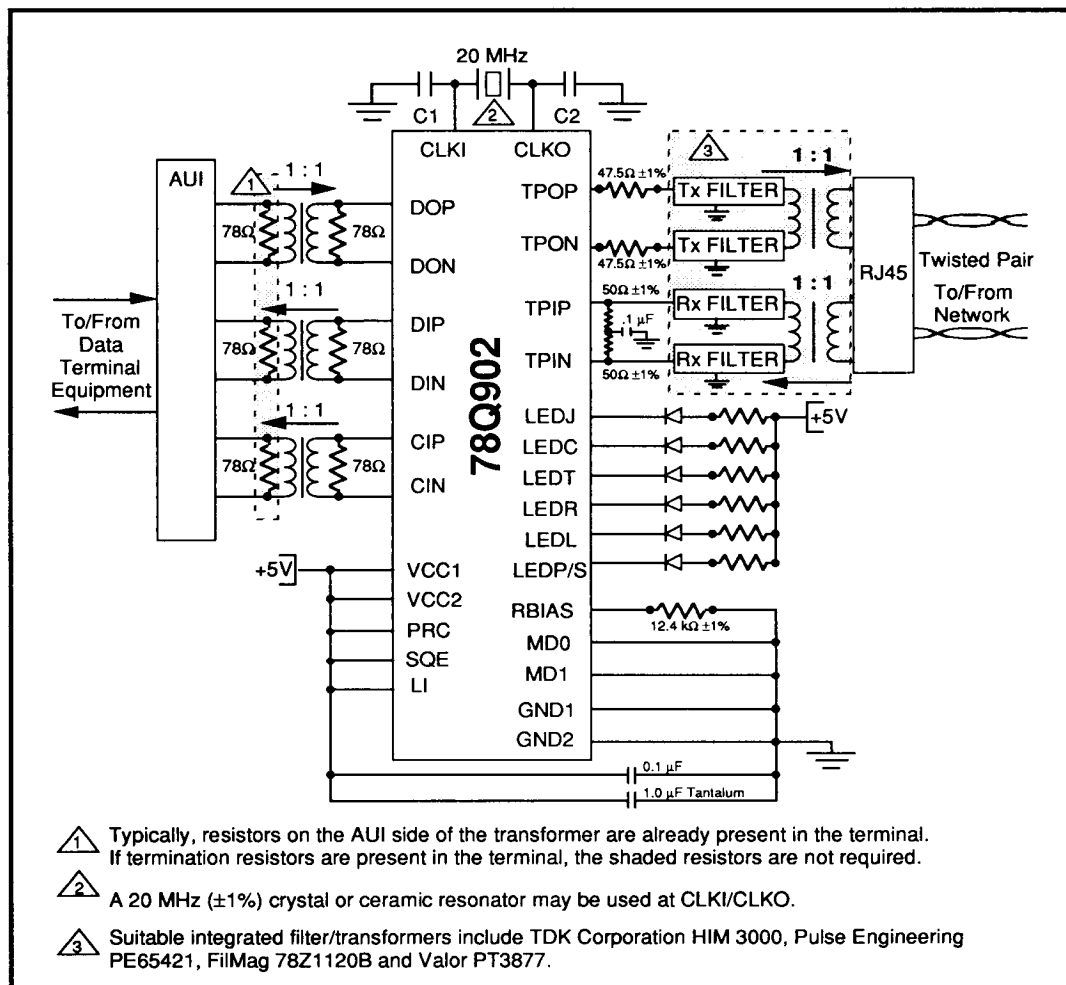 20 MHz
C1
2
C2
CLKI
CLKO
AUI
1
1 : 1
78Ω
78Ω
DOP
DON
1 : 1
78Ω
78Ω
DIP
DIN
1 : 1
78Ω
78Ω
CIP
CIN
To/From
Data
Terminal
Equipment
78Q902
+5V
VCC1
VCC2
PRC
SQE
LI
TPOP
TPON
TPIP
TPIN
LEDJ
LEDC
LEDT
LEDR
LEDL
LEDP/S
RBIAS
MD0
MD1
GND1
GND2
47.5Ω ±1%
47.5Ω ±1%
50Ω ±1%
.1 µF
50Ω ±1%
3
1 : 1
Tx FILTER
Tx FILTER
1 : 1
Rx FILTER
Rx FILTER
RJ45
Twisted Pair
To/From
Network
+5V
12.4 kΩ ±1%
0.1 µF
1.0 µF Tantalum
1 Typically, resistors on the AUI side of the transformer are already present in the terminal.
If termination resistors are present in the terminal, the shaded resistors are not required.
2 A 20 MHz (±1%) crystal or ceramic resonator may be used at CLKI/CLKO.
3 Suitable integrated filter/transformers include TDK Corporation HIM 3000, Pulse Engineering
PE65421, FilMag 78Z1120B and Valor PT3877.